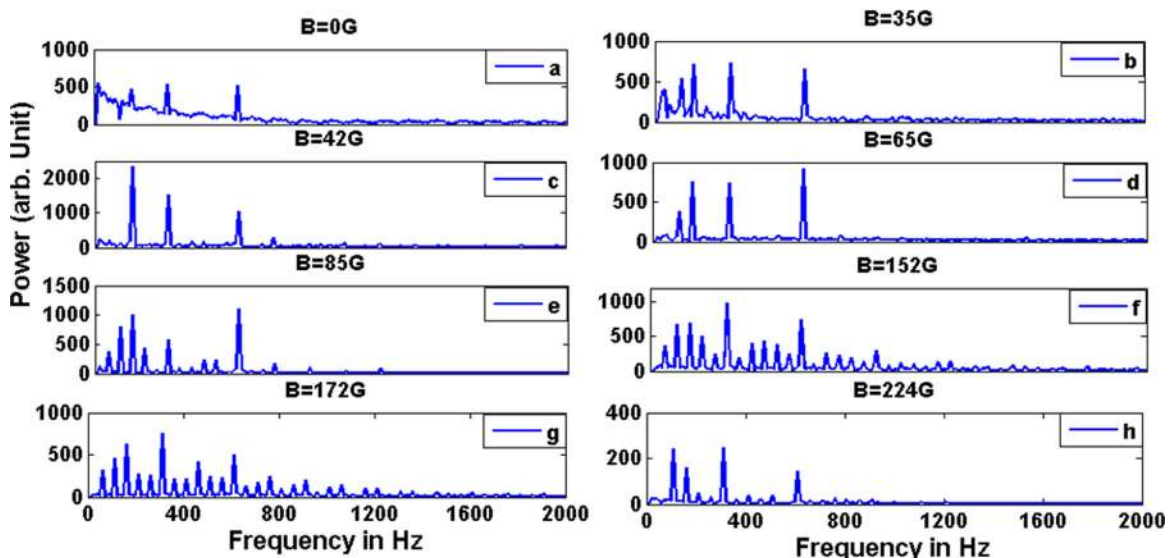 B=0G
1000
500
0
a
B=35G
1000
500
0
b
B=42G
2000
1000
0
c
B=65G
1000
500
0
d
B=85G
1500
1000
500
0
e
B=152G
1000
500
0
f
B=172G
1000
500
0
g
0 400 800 1200 1600 2000
Frequency in Hz
B=224G
400
200
0
h
0 400 800 1200 1600 2000
Frequency in Hz
Power (arb. Unit)